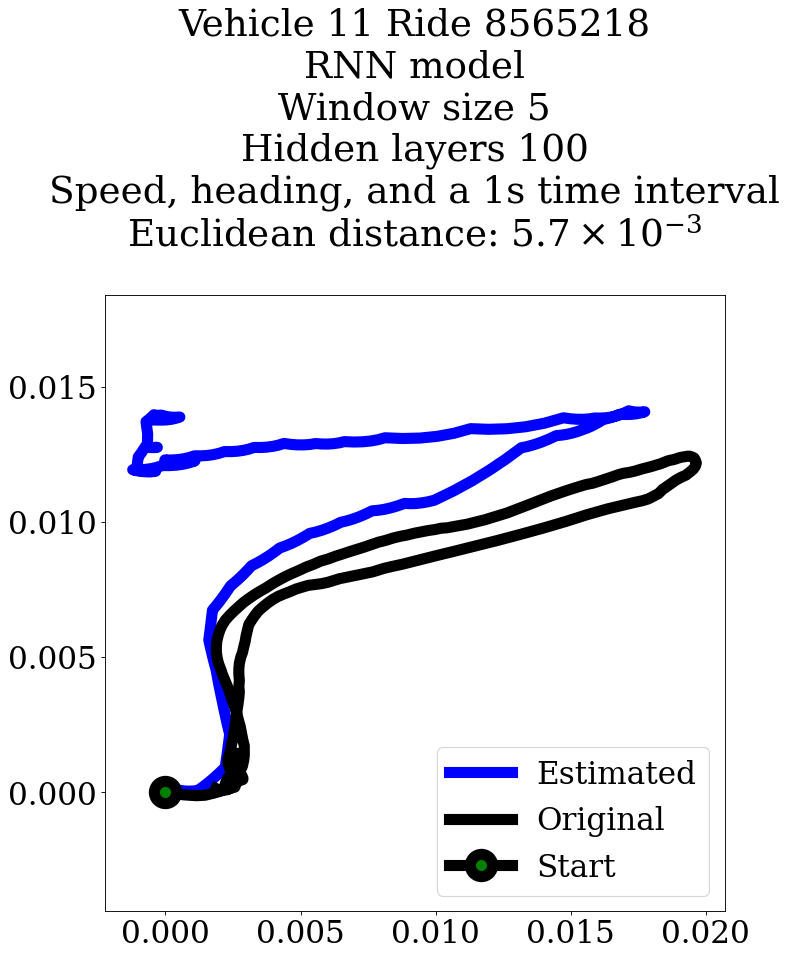 Vehicle 11 Ride 8565218
RNN model
Window size 5
Hidden layers 100
Speed, heading, and a 1s time interval
Euclidean distance: 5.7 × 10⁻³
0.015
0.010
0.005
0.000
Estimated
Original
Start
0.000 0.005 0.010 0.015 0.020